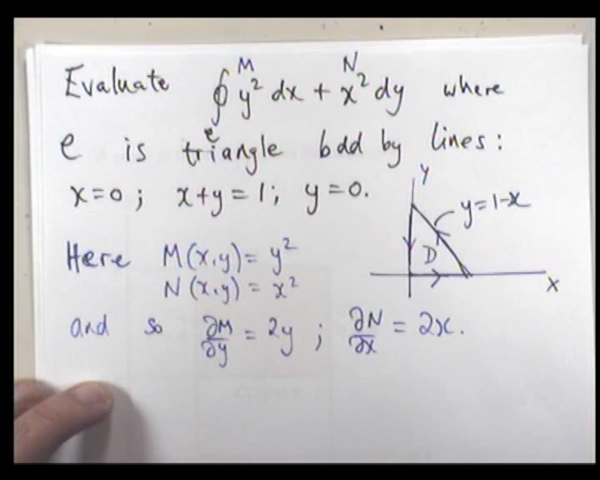 Evaluate ∮_C y² dx + x² dy where
M N
C is triangle bdd by lines:
x=0; x+y=1; y=0.
y
y=1-x
D
x
Here M(x,y)=y²
N(x,y)=x²
and so ∂M/∂y = 2y ; ∂N/∂x = 2x.